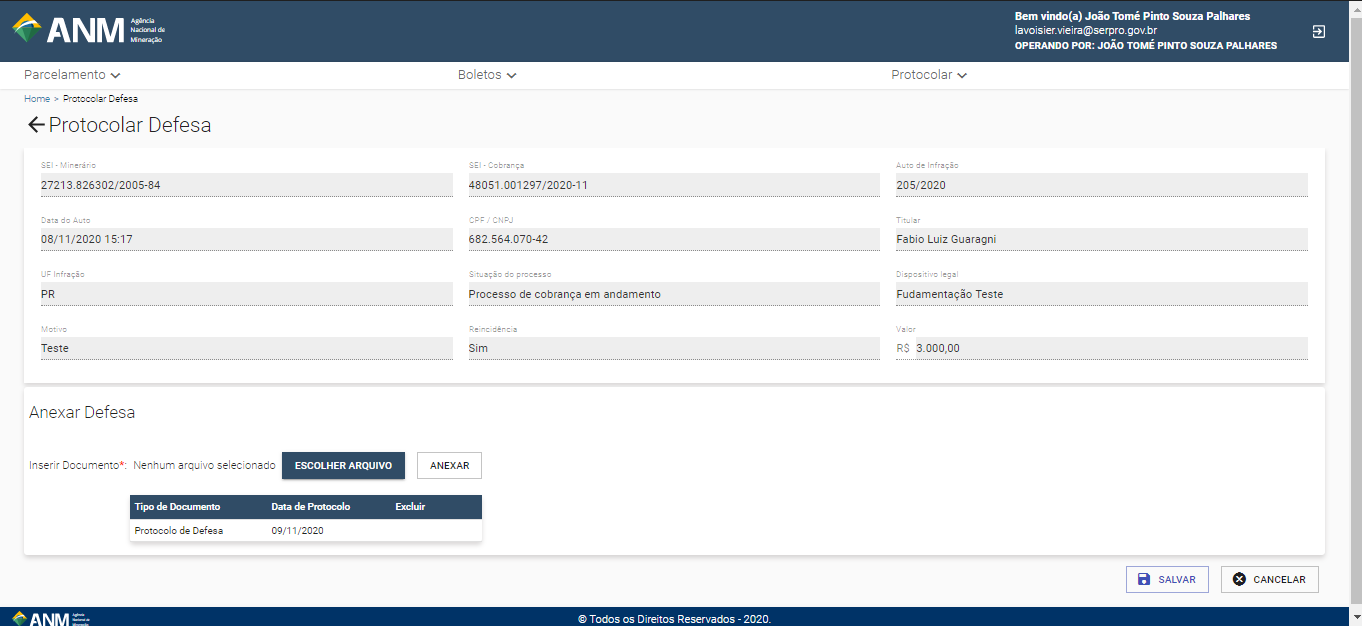 ANM Agência
Nacional de
Mineração
Bem vindo(a) João Tomé Pinto Souza Palhares
lavoisier.vieira@serpro.gov.br
OPERANDO POR: JOÃO TOMÉ PINTO SOUZA PALHARES
Parcelamento Boletos Protocolar
Home > Protocolar Defesa
Protocolar Defesa
SEI - Minerário SEI - Cobrança Auto de Infração
27213.826302/2005-84 48051.001297/2020-11 205/2020
Data do Auto CPF / CNPJ Titular
08/11/2020 15:17 682.564.070-42 Fabio Luiz Guaragni
UF Infração Situação do processo Dispositivo legal
PR Processo de cobrança em andamento Fudamentação Teste
Motivo Reincidência Valor
Teste Sim R$ 3.000,00
Anexar Defesa
Inserir Documento*: Nenhum arquivo selecionado ESCOLHER ARQUIVO ANEXAR
Tipo de Documento Data de Protocolo Excluir
Protocolo de Defesa 09/11/2020
SALVAR CANCELAR
ANM Agência
Nacional de
Mineração
© Todos os Direitos Reservados - 2020.